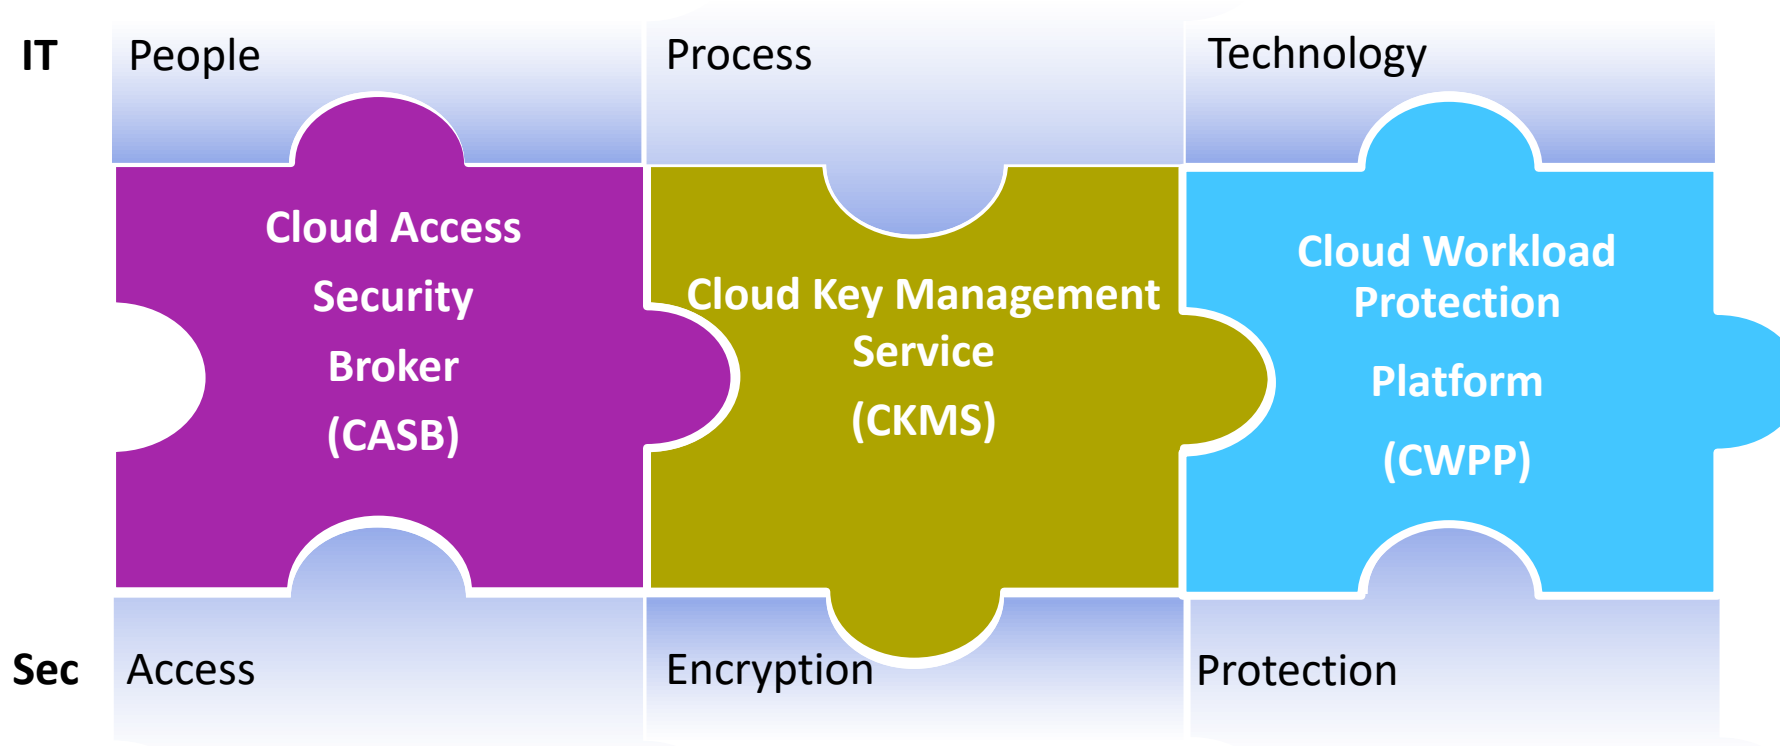 IT
People
Process
Technology
Cloud Access
Security
Broker
(CASB)
Cloud Key Management
Service
(CKMS)
Cloud Workload
Protection
Platform
(CWPP)
Sec
Access
Encryption
Protection